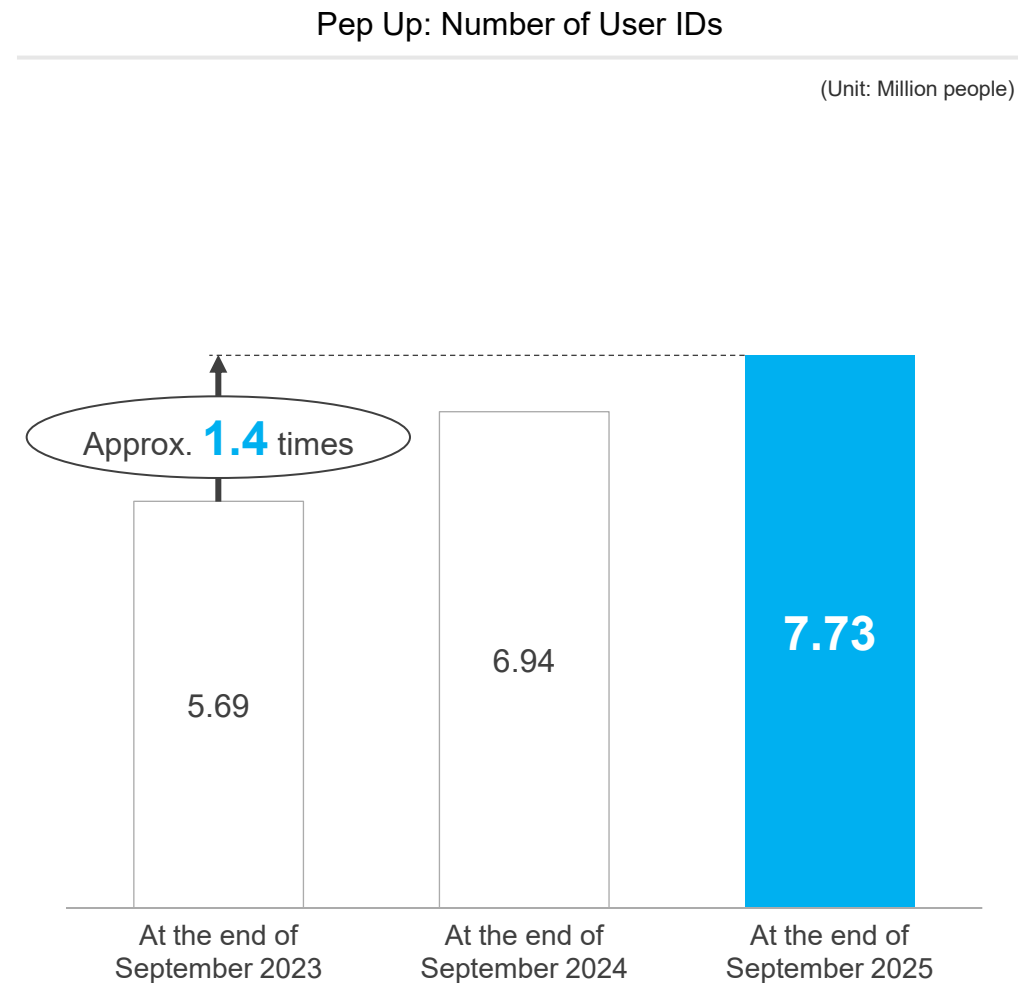 Pep Up: Number of User IDs
(Unit: Million people)
Approx. 1.4 times
5.69
6.94
7.73
At the end of
September 2023
At the end of
September 2024
At the end of
September 2025